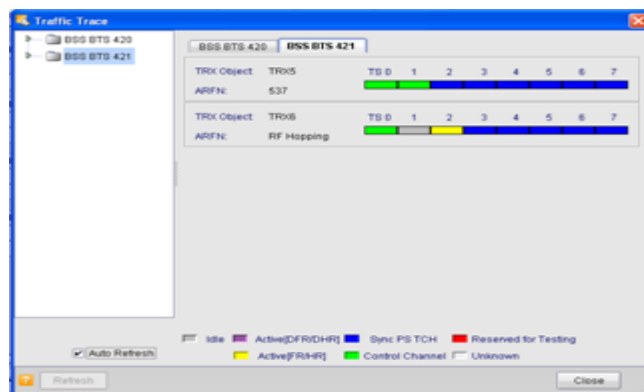 Traffic Trace
BSS BTS 420
BSS BTS 421
BSS BTS 420 BSS BTS 421
TRX Object: TRX5 TS 0 1 2 3 4 5 6 7
ARFN: 537
TRX Object: TRX6 TS 0 1 2 3 4 5 6 7
ARFN: RF Hopping
Idle Active[DFR/DHR] Sync PS TCH Reserved for Testing
Active[FR/HR] Control Channel Unknown
Auto Refresh
? Refresh Close